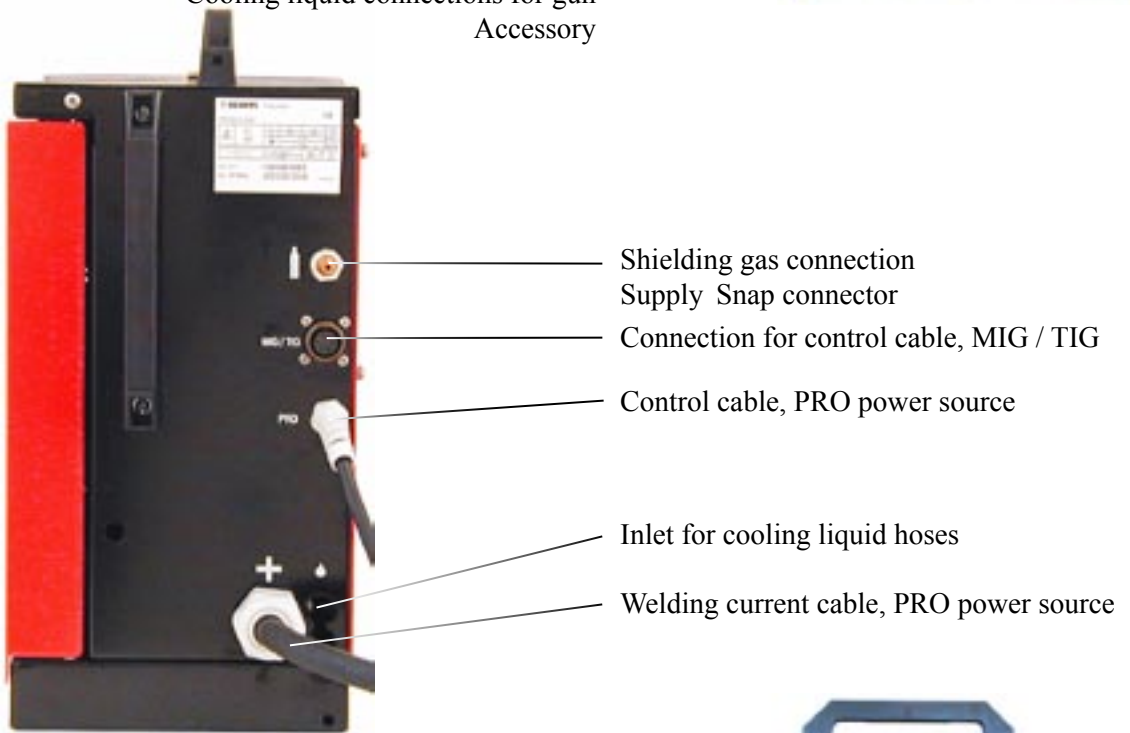 Cooling liquid connections for gun
Accessory
KEMPPI
Shielding gas connection
Supply Snap connector
MIG / TIG
Connection for control cable, MIG / TIG
PRO
Control cable, PRO power source
Inlet for cooling liquid hoses
Welding current cable, PRO power source